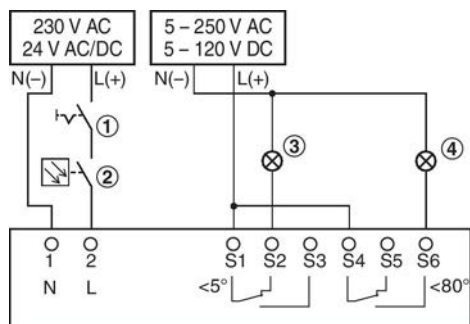 230 V AC
24 V AC/DC
5 – 250 V AC
5 – 120 V DC
N(–) L(+)
N(–) L(+)
1
2
3
4
1 2 S1 S2 S3 S4 S5 S6
N L <5° <80°